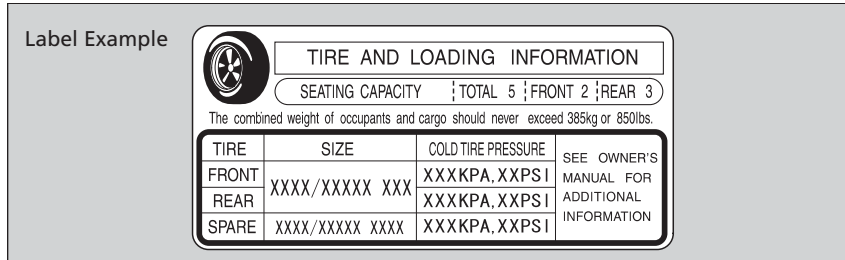 Label Example
TIRE AND LOADING INFORMATION
SEATING CAPACITY TOTAL 5 FRONT 2 REAR 3
The combined weight of occupants and cargo should never exceed 385kg or 850lbs.
TIRE SIZE COLD TIRE PRESSURE
SEE OWNER'S
MANUAL FOR
ADDITIONAL
INFORMATION
FRONT XXXX/XXXXX XXX XXXKPA,XXPSI
REAR XXXKPA,XXPSI
SPARE XXXX/XXXXX XXXX XXXKPA,XXPSI